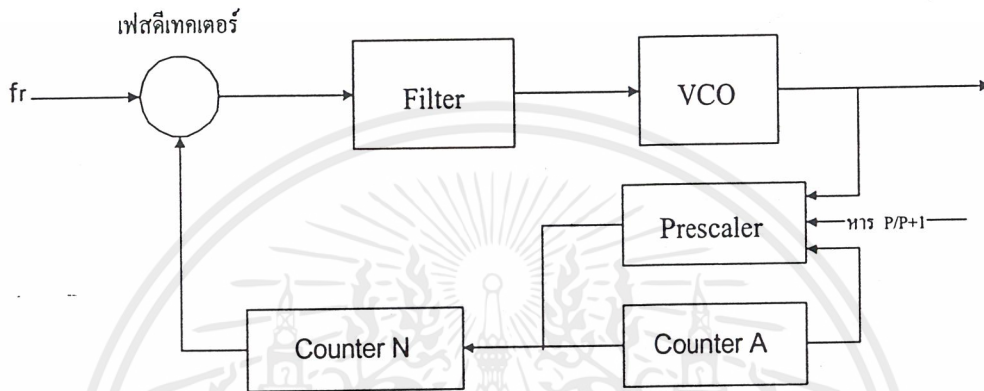 เฟสดีเทคเตอร์
fr
Filter
VCO
Prescaler
หาร P/P+1
Counter N
Counter A